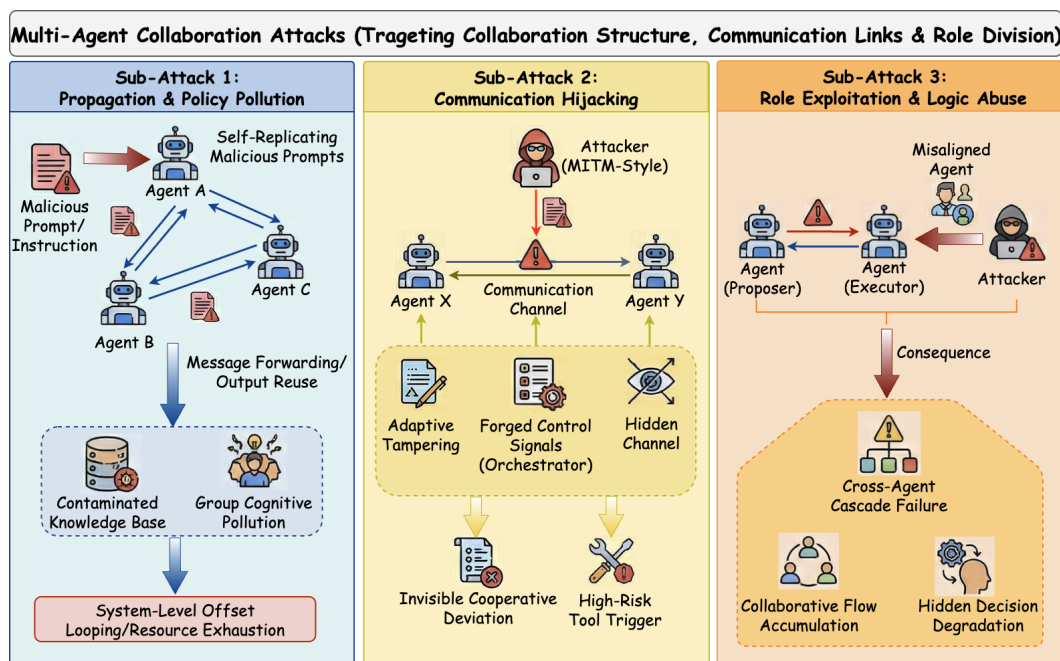 Multi-Agent Collaboration Attacks (Trageting Collaboration Structure, Communication Links & Role Division)
Sub-Attack 1:
Propagation & Policy Pollution
Self-Replicating
Malicious Prompts
Agent A
Malicious
Prompt/
Instruction
Agent C
Agent B
Message Forwarding/
Output Reuse
Contaminated
Knowledge Base
Group Cognitive
Pollution
System-Level Offset
Looping/Resource Exhaustion
Sub-Attack 2:
Communication Hijacking
Attacker
(MITM-Style)
Agent X
Communication
Channel
Agent Y
Adaptive
Tampering
Forged Control
Signals
(Orchestrator)
Hidden
Channel
Invisible Cooperative
Deviation
High-Risk
Tool Trigger
Sub-Attack 3:
Role Exploitation & Logic Abuse
Misaligned
Agent
Agent
(Proposer)
Agent
(Executor)
Attacker
Consequence
Cross-Agent
Cascade Failure
Collaborative Flow
Accumulation
Hidden Decision
Degradation